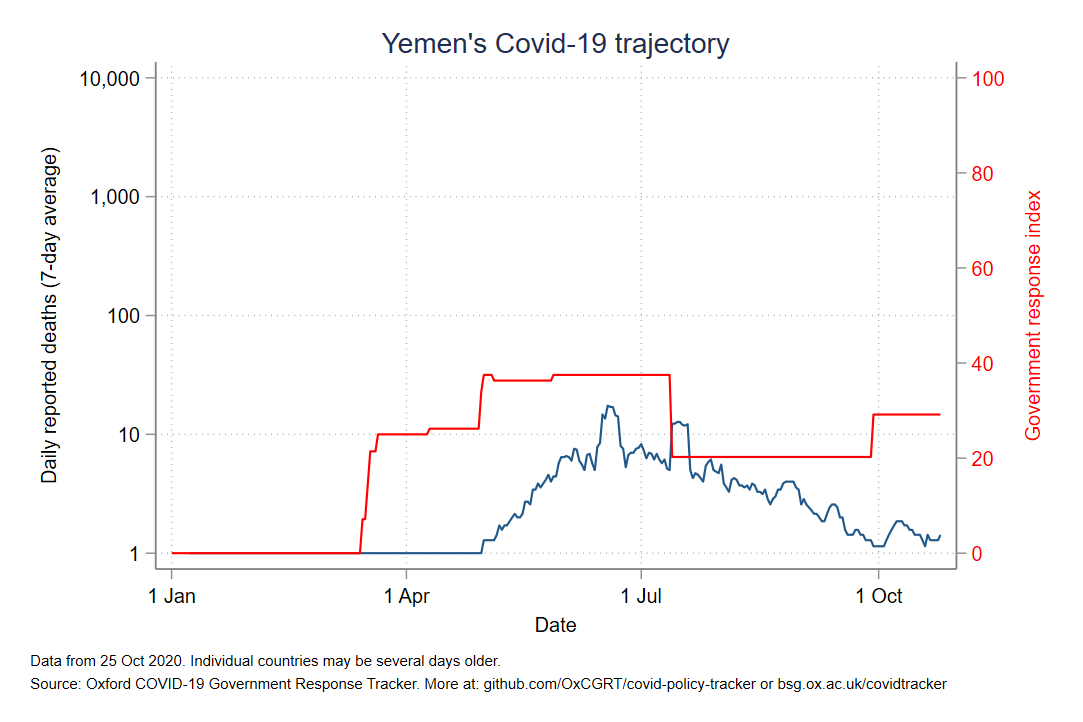 Yemen's Covid-19 trajectory
Daily reported deaths (7-day average)
10,000
1,000
100
10
1
100
80
60
40
20
0
Government response index
1 Jan
1 Apr
1 Jul
1 Oct
Date
Data from 25 Oct 2020. Individual countries may be several days older.
Source: Oxford COVID-19 Government Response Tracker. More at: github.com/OxCGRT/covid-policy-tracker or bsg.ox.ac.uk/covidtracker